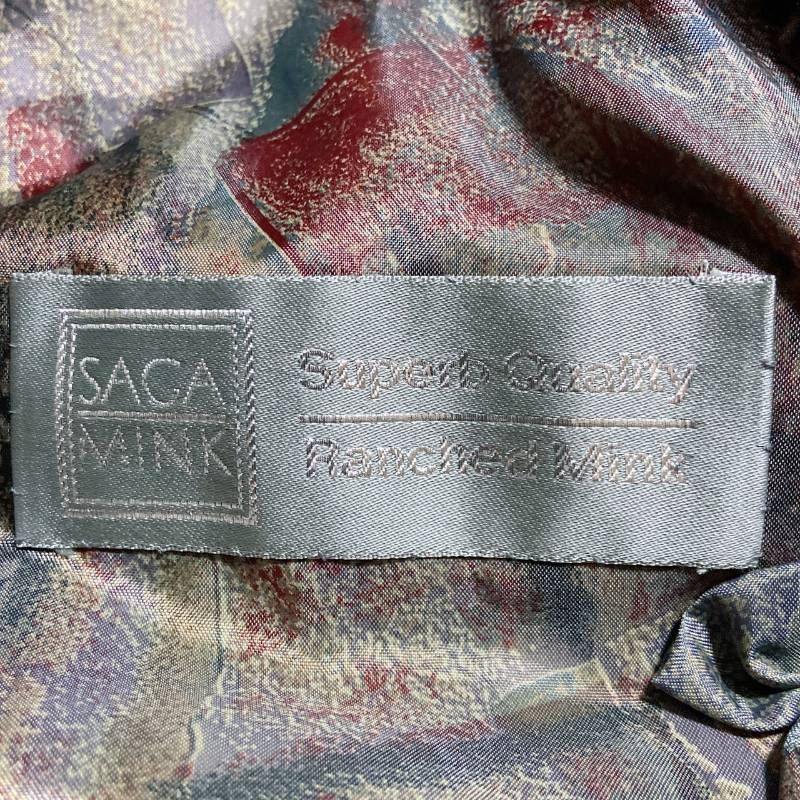 SAGA
MINK
Superb Quality
Ranched Mink